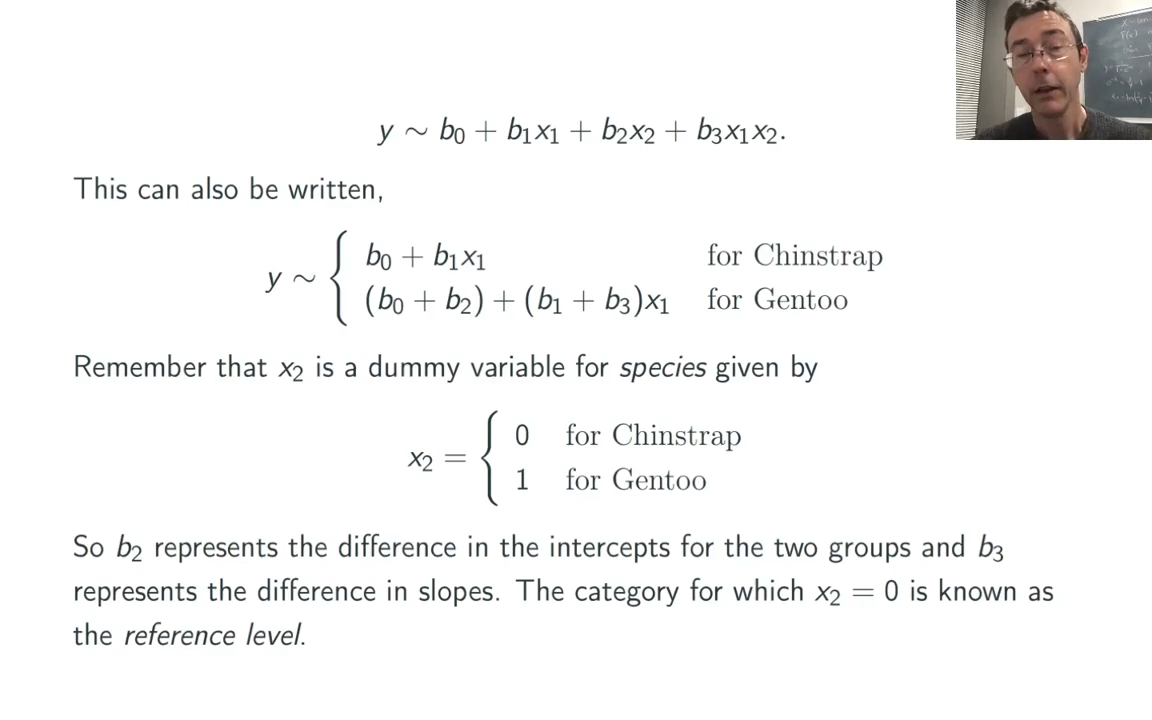 y ∼ b₀ + b₁x₁ + b₂x₂ + b₃x₁x₂.
This can also be written,
y ∼ { b₀ + b₁x₁ for Chinstrap
(b₀ + b₂) + (b₁ + b₃)x₁ for Gentoo
Remember that x₂ is a dummy variable for species given by
x₂ = { 0 for Chinstrap
1 for Gentoo
So b₂ represents the difference in the intercepts for the two groups and b₃
represents the difference in slopes. The category for which x₂ = 0 is known as
the reference level.